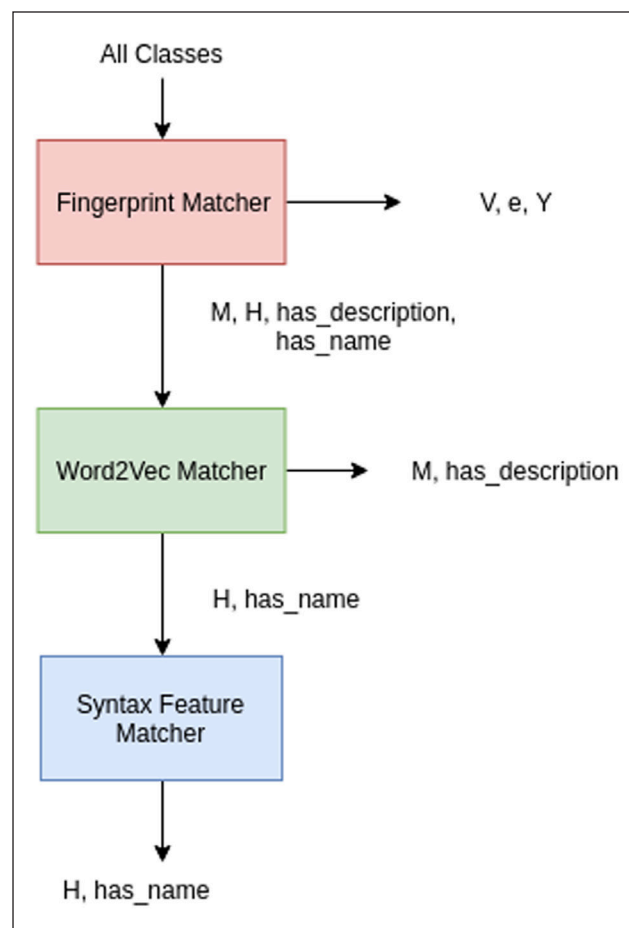 All Classes
Fingerprint Matcher
V, e, Y
M, H, has_description,
has_name
Word2Vec Matcher
M, has_description
H, has_name
Syntax Feature
Matcher
H, has_name